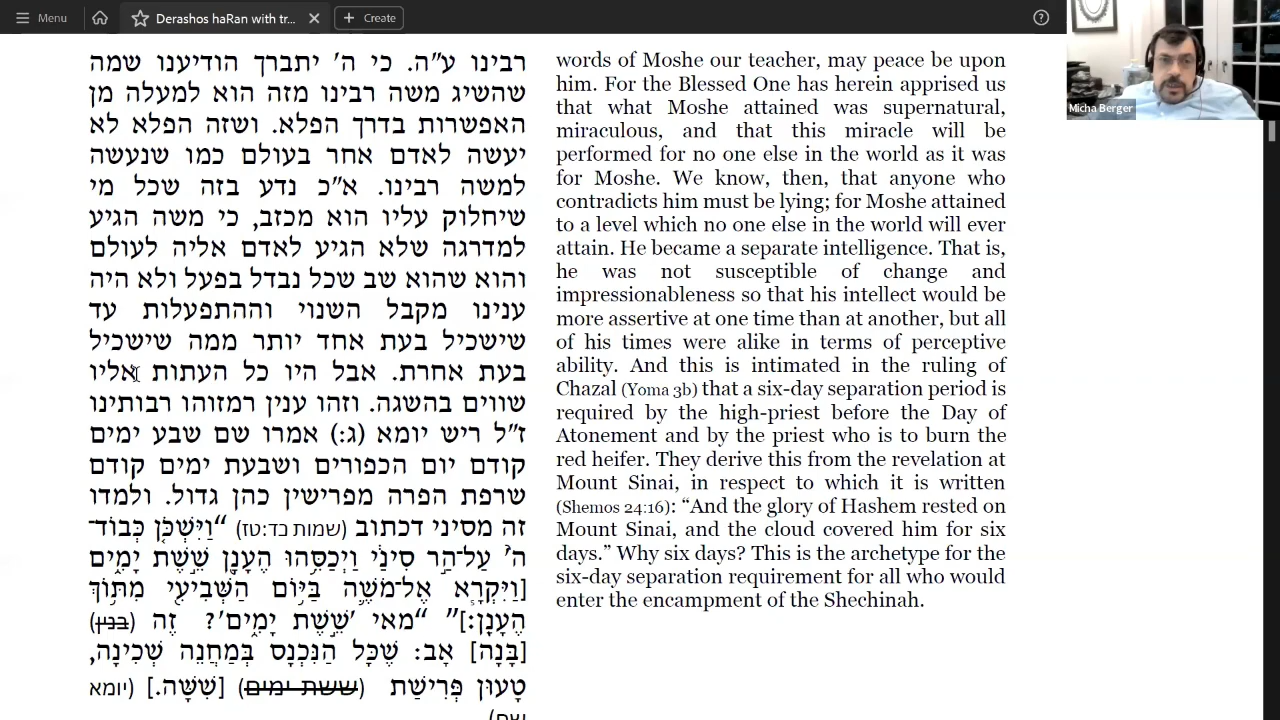 Menu
Derashos haRan with tr...
Create
רבינו ע"ה. כי ה' יתברך הודיענו שמה
שהשיג משה רבינו מזה הוא למעלה מן
האפשרות בדרך הפלא. ושזה הפלא לא
יעשה לאדם אחר בעולם כמו שנעשה
למשה רבינו. א"כ נדע בזה שכל מי
שיחלוק עליו הוא מכזב, כי משה הגיע
למדרגה שלא הגיע לאדם אליה לעולם
והוא שהוא שב שכל נבדל בפעל ולא היה
ענינו מקבל השנוי וההתפעלות עד
שישכיל בעת אחד יותר ממה שישכיל
בעת אחרת. אבל היו כל העתות אליו
שווים בהשגה. וזהו ענין רמזוהו רבותינו
ז"ל ריש יומא (ג:) אמרו שם שבע ימים
קודם יום הכפורים ושבעת ימים קודם
שרפת הפרה מפרישין כהן גדול. ולמדו
זה מסיני דכתוב (שמות כד:טז) "וַיִּשְׁכֹּ֤ן כְּבוֹד־
ה֙' עַל־הַ֣ר סִינַ֔י וַיְכַסֵּ֥הוּ הֶעָנָ֖ן שֵׁ֣שֶׁת יָמִ֑ים
[וַיִּקְרָ֧א אֶל־מֹשֶׁ֛ה בַּיּ֥וֹם הַשְּׁבִיעִ֖י מִתּ֥וֹךְ
הֶעָנָֽן׃]" "מאי 'שֵׁ֣שֶׁת יָמִ֑ים'? זֶה (בנין)
[בָּנָה] אָב: שֶׁכׇּל הַנִּכְנָס בְּמַחֲנֵה שְׁכִינָה,
טָעוּן פְּרִישַׁת (ששת ימים) [שִׁשָּׁה.] (יומא
שם)
words of Moshe our teacher, may peace be upon
him. For the Blessed One has herein apprised us
that what Moshe attained was supernatural,
miraculous, and that this miracle will be
performed for no one else in the world as it was
for Moshe. We know, then, that anyone who
contradicts him must be lying; for Moshe attained
to a level which no one else in the world will ever
attain. He became a separate intelligence. That is,
he was not susceptible of change and
impressionableness so that his intellect would be
more assertive at one time than at another, but all
of his times were alike in terms of perceptive
ability. And this is intimated in the ruling of
Chazal (Yoma 3b) that a six-day separation period is
required by the high-priest before the Day of
Atonement and by the priest who is to burn the
red heifer. They derive this from the revelation at
Mount Sinai, in respect to which it is written
(Shemos 24:16): “And the glory of Hashem rested on
Mount Sinai, and the cloud covered him for six
days.” Why six days? This is the archetype for the
six-day separation requirement for all who would
enter the encampment of the Shechinah.
Micha Berger